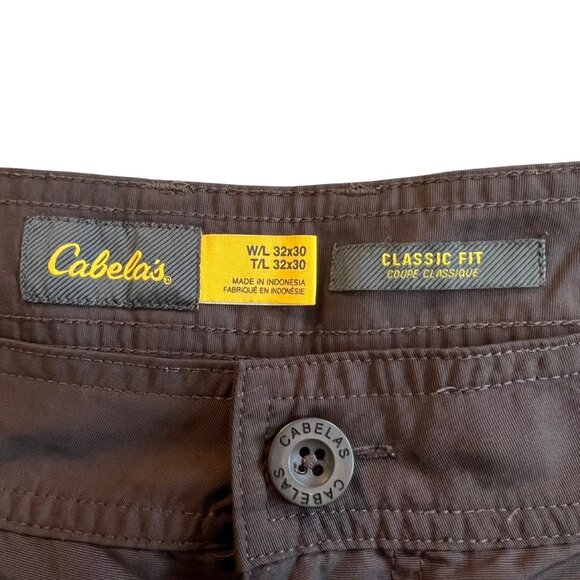 Cabela's®
W/L 32x30
T/L 32x30
MADE IN INDONESIA
FABRIQUÉ EN INDONÉSIE
CLASSIC FIT
COUPE CLASSIQUE
CABELAS
CABELAS